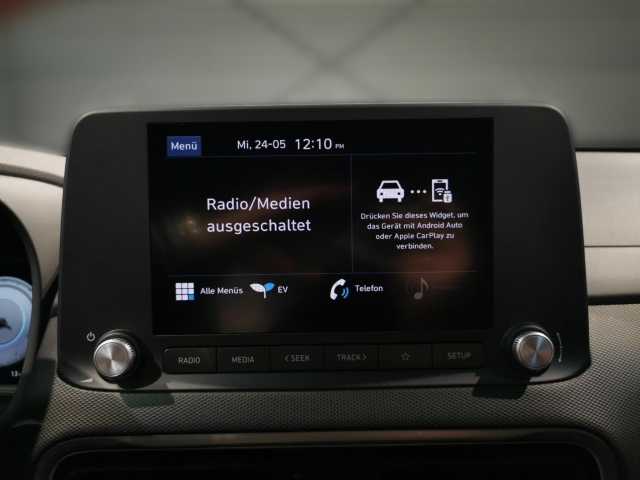 Menü
Mi, 24-05 12:10 PM
Radio/Medien
ausgeschaltet
Drücken Sie dieses Widget, um
das Gerät mit Android Auto
oder Apple CarPlay zu
verbinden.
Alle Menüs
EV
Telefon
RADIO
MEDIA
< SEEK
TRACK >
SETUP